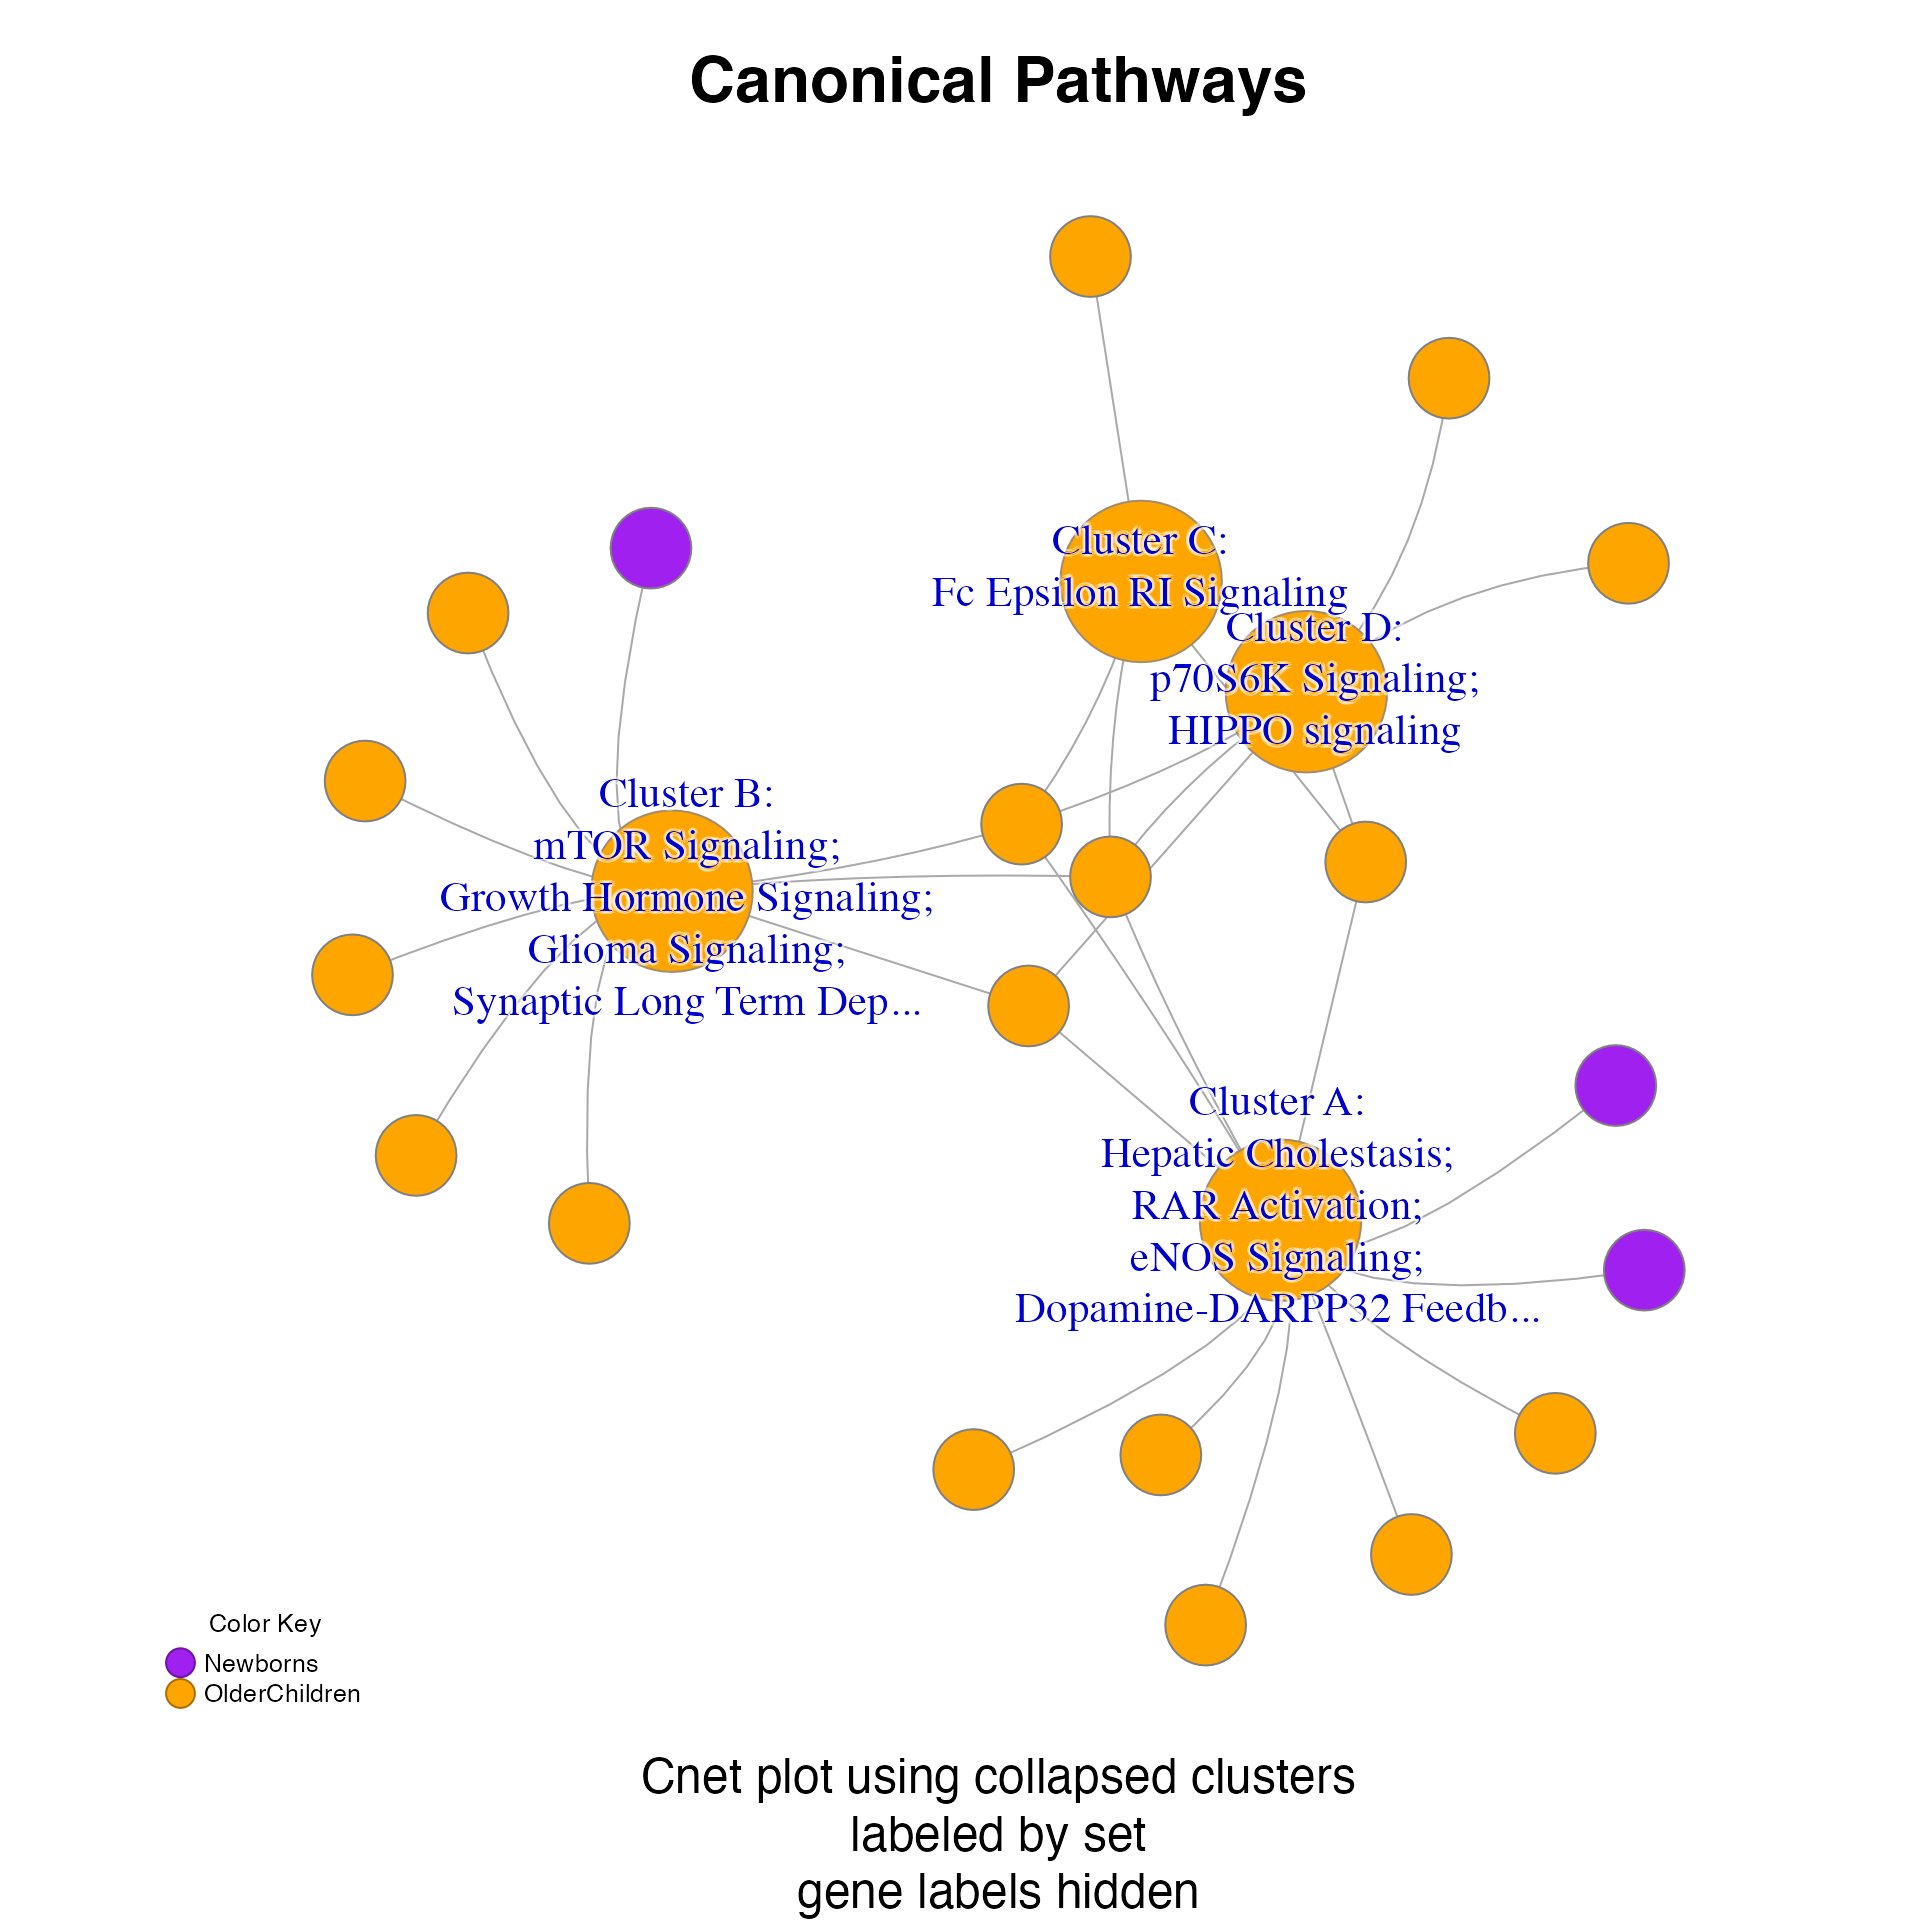 Canonical Pathways
Cluster C:
Fc Epsilon RI Signaling
Cluster D:
p70S6K Signaling;
HIPPO signaling
Cluster B:
mTOR Signaling;
Growth Hormone Signaling;
Glioma Signaling;
Synaptic Long Term Dep...
Cluster A:
Hepatic Cholestasis;
RAR Activation;
eNOS Signaling;
Dopamine-DARPP32 Feedb...
Color Key
Newborns
OlderChildren
Cnet plot using collapsed clusters
labeled by set
gene labels hidden